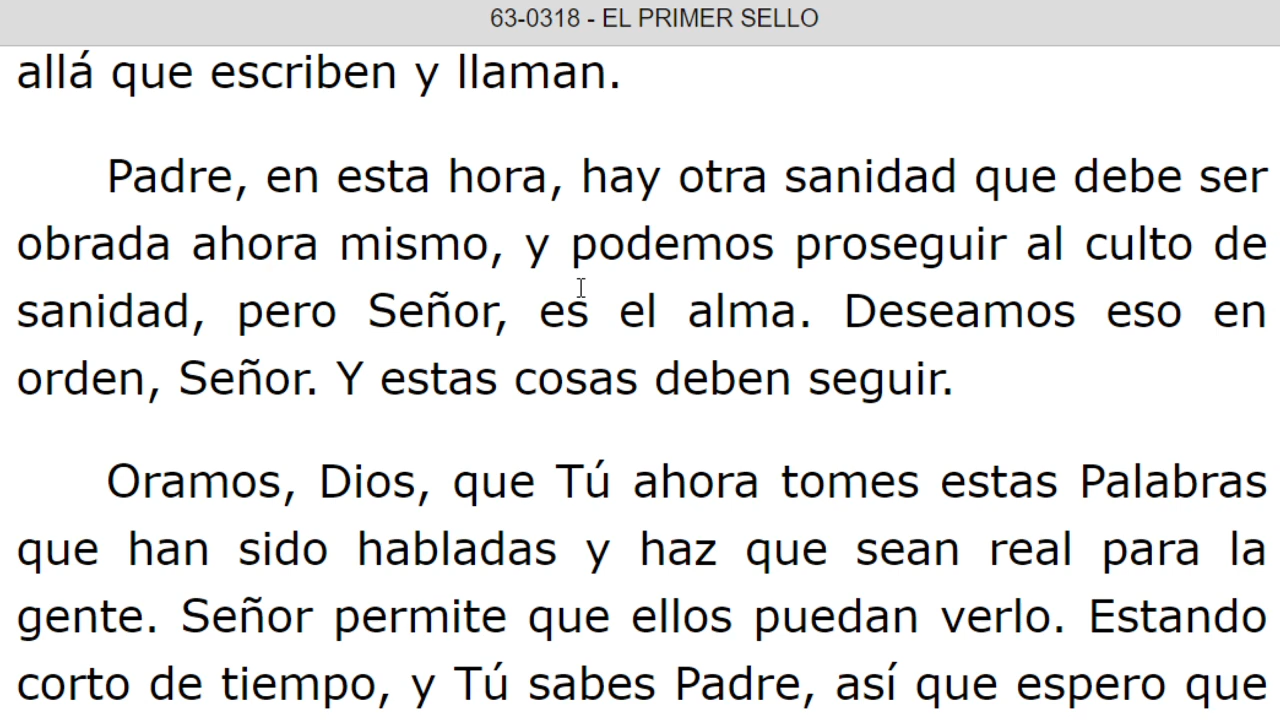 63-0318 - EL PRIMER SELLO
allá que escriben y llaman.
Padre, en esta hora, hay otra sanidad que debe ser
obrada ahora mismo, y podemos proseguir al culto de
sanidad, pero Señor, es el alma. Deseamos eso en
orden, Señor. Y estas cosas deben seguir.
Oramos, Dios, que Tú ahora tomes estas Palabras
que han sido habladas y haz que sean real para la
gente. Señor permite que ellos puedan verlo. Estando
corto de tiempo, y Tú sabes Padre, así que espero que